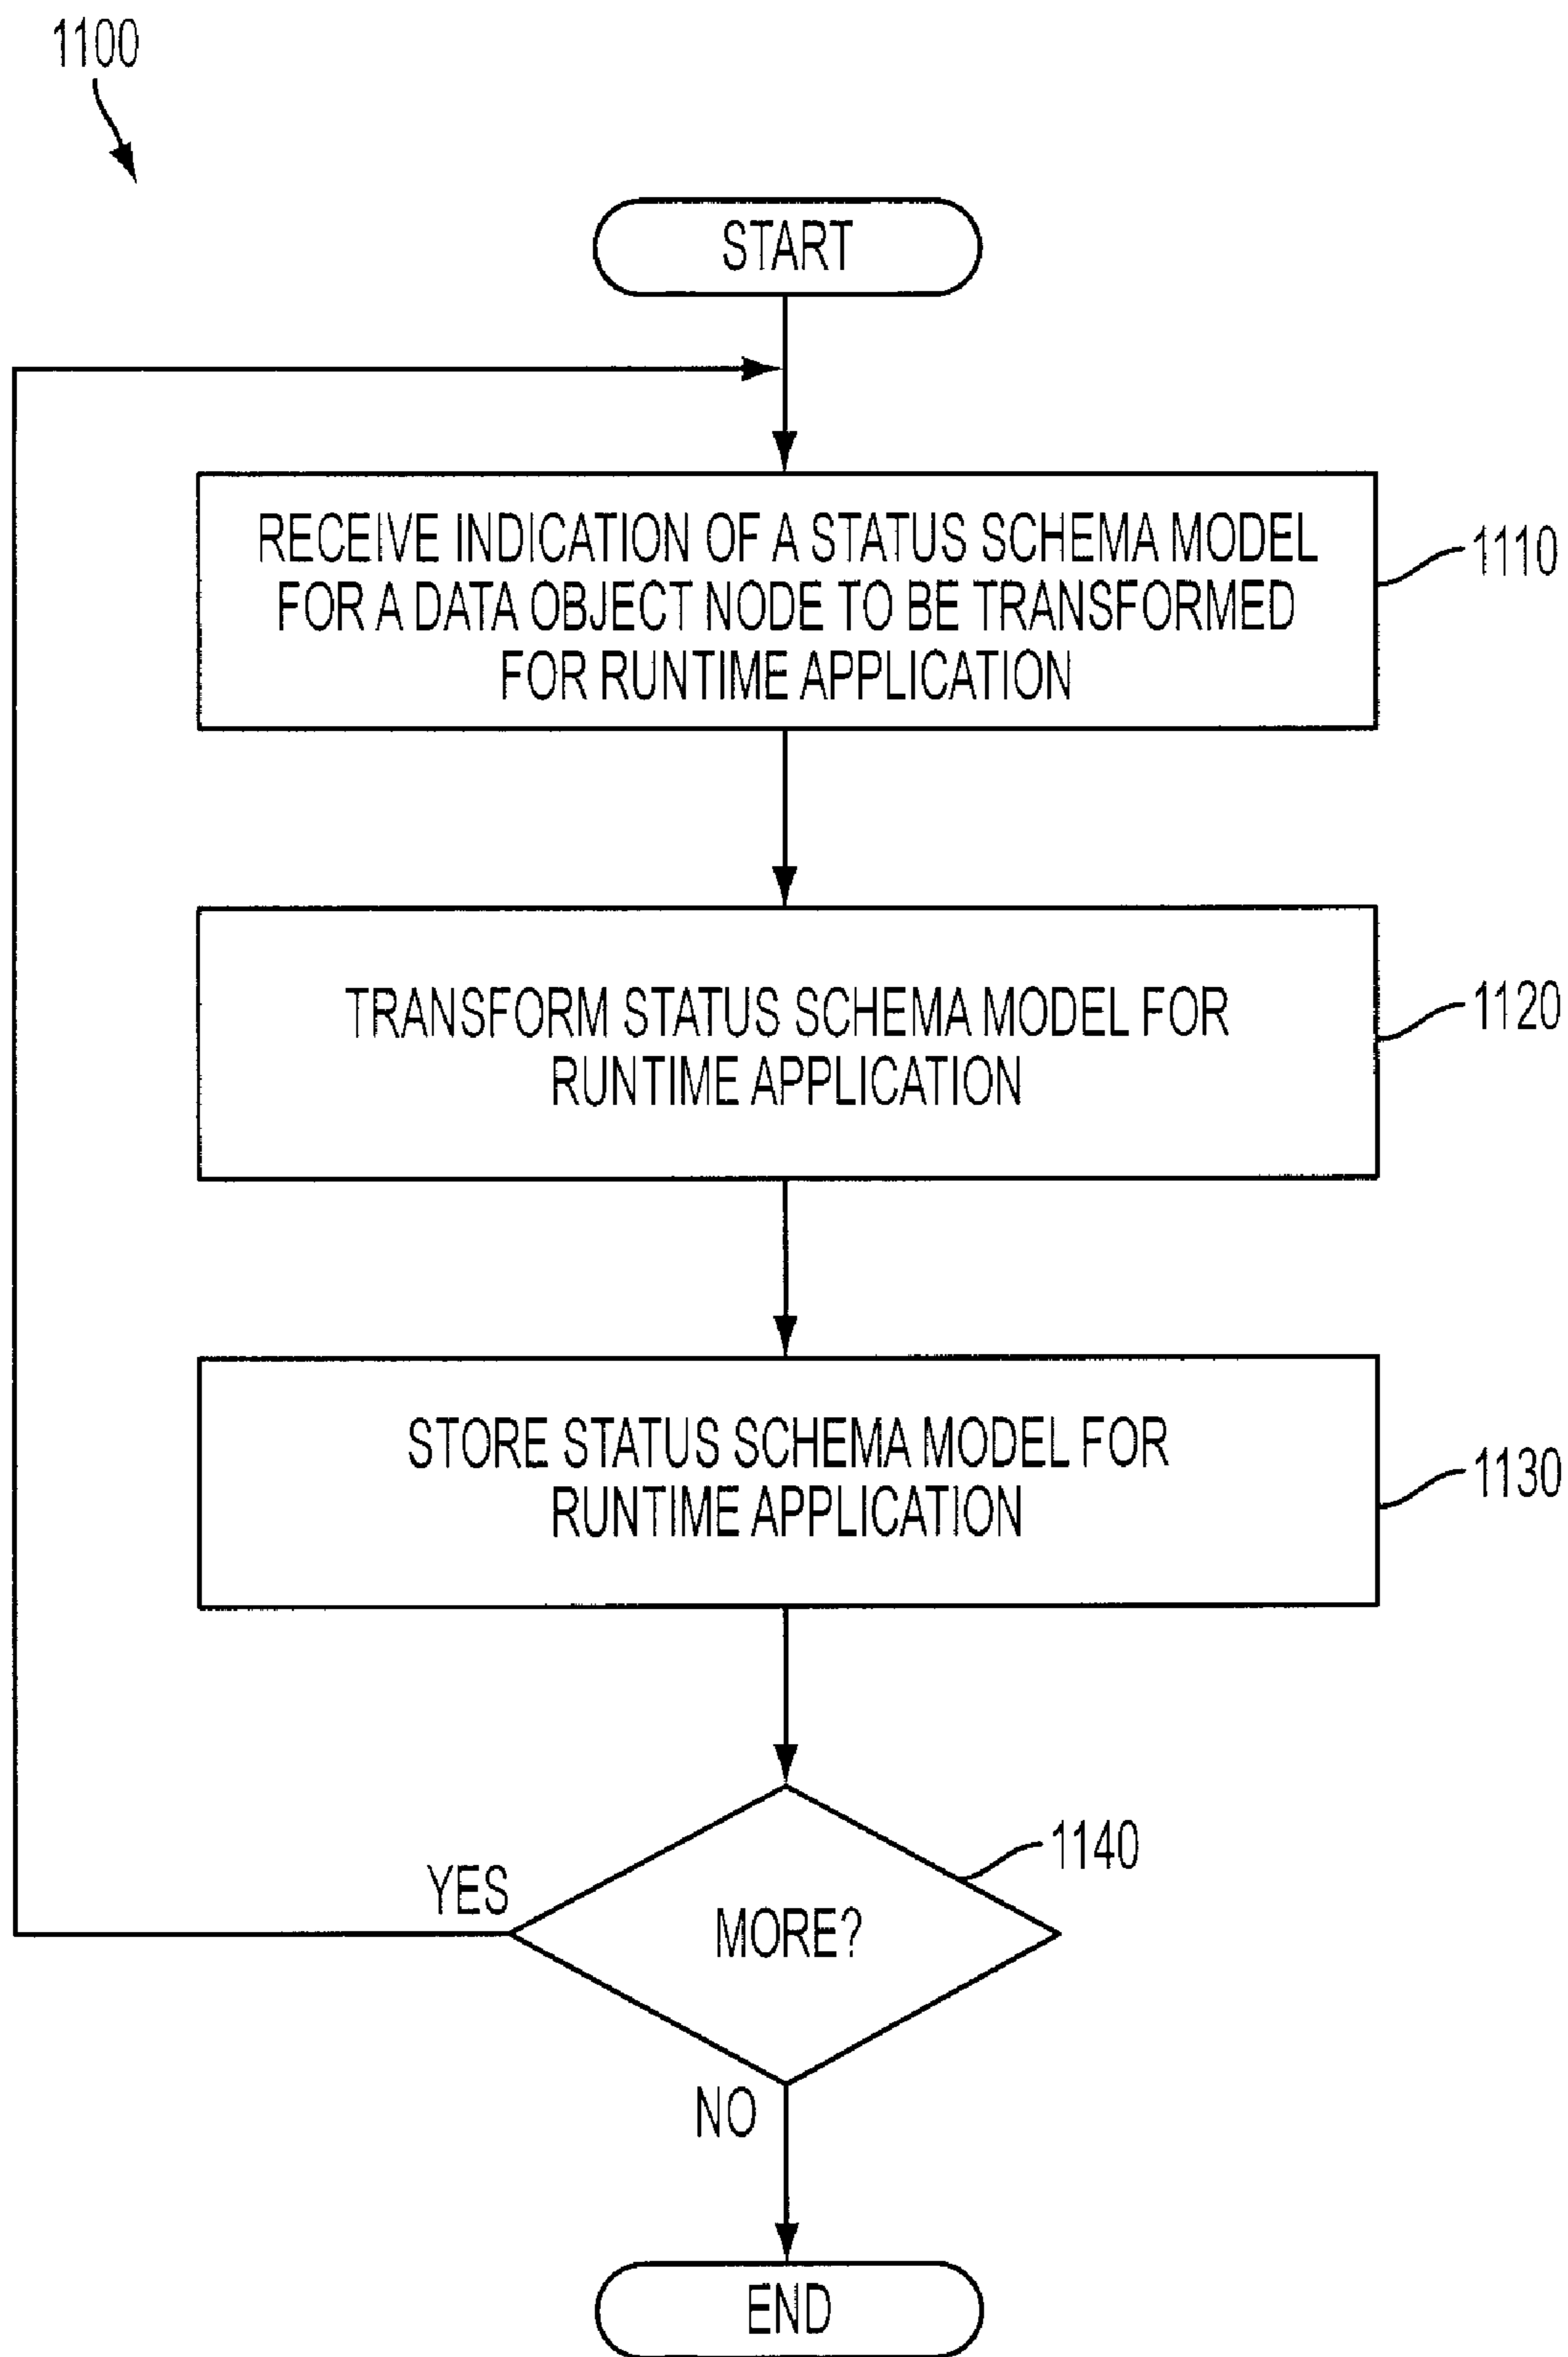 1100
START
RECEIVE INDICATION OF A STATUS SCHEMA MODEL
FOR A DATA OBJECT NODE TO BE TRANSFORMED
FOR RUNTIME APPLICATION
1110
TRANSFORM STATUS SCHEMA MODEL FOR
RUNTIME APPLICATION
1120
STORE STATUS SCHEMA MODEL FOR
RUNTIME APPLICATION
1130
1140
YES
MORE?
NO
END